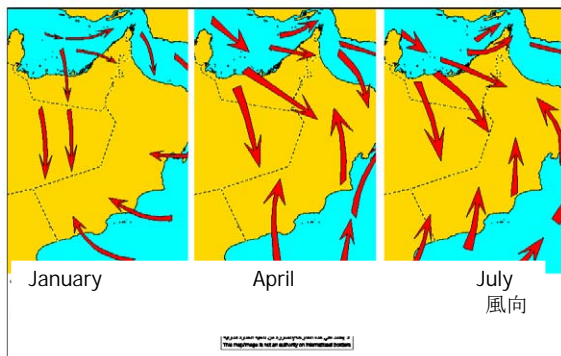 January April July
風向
This map/image is not an authority on international borders